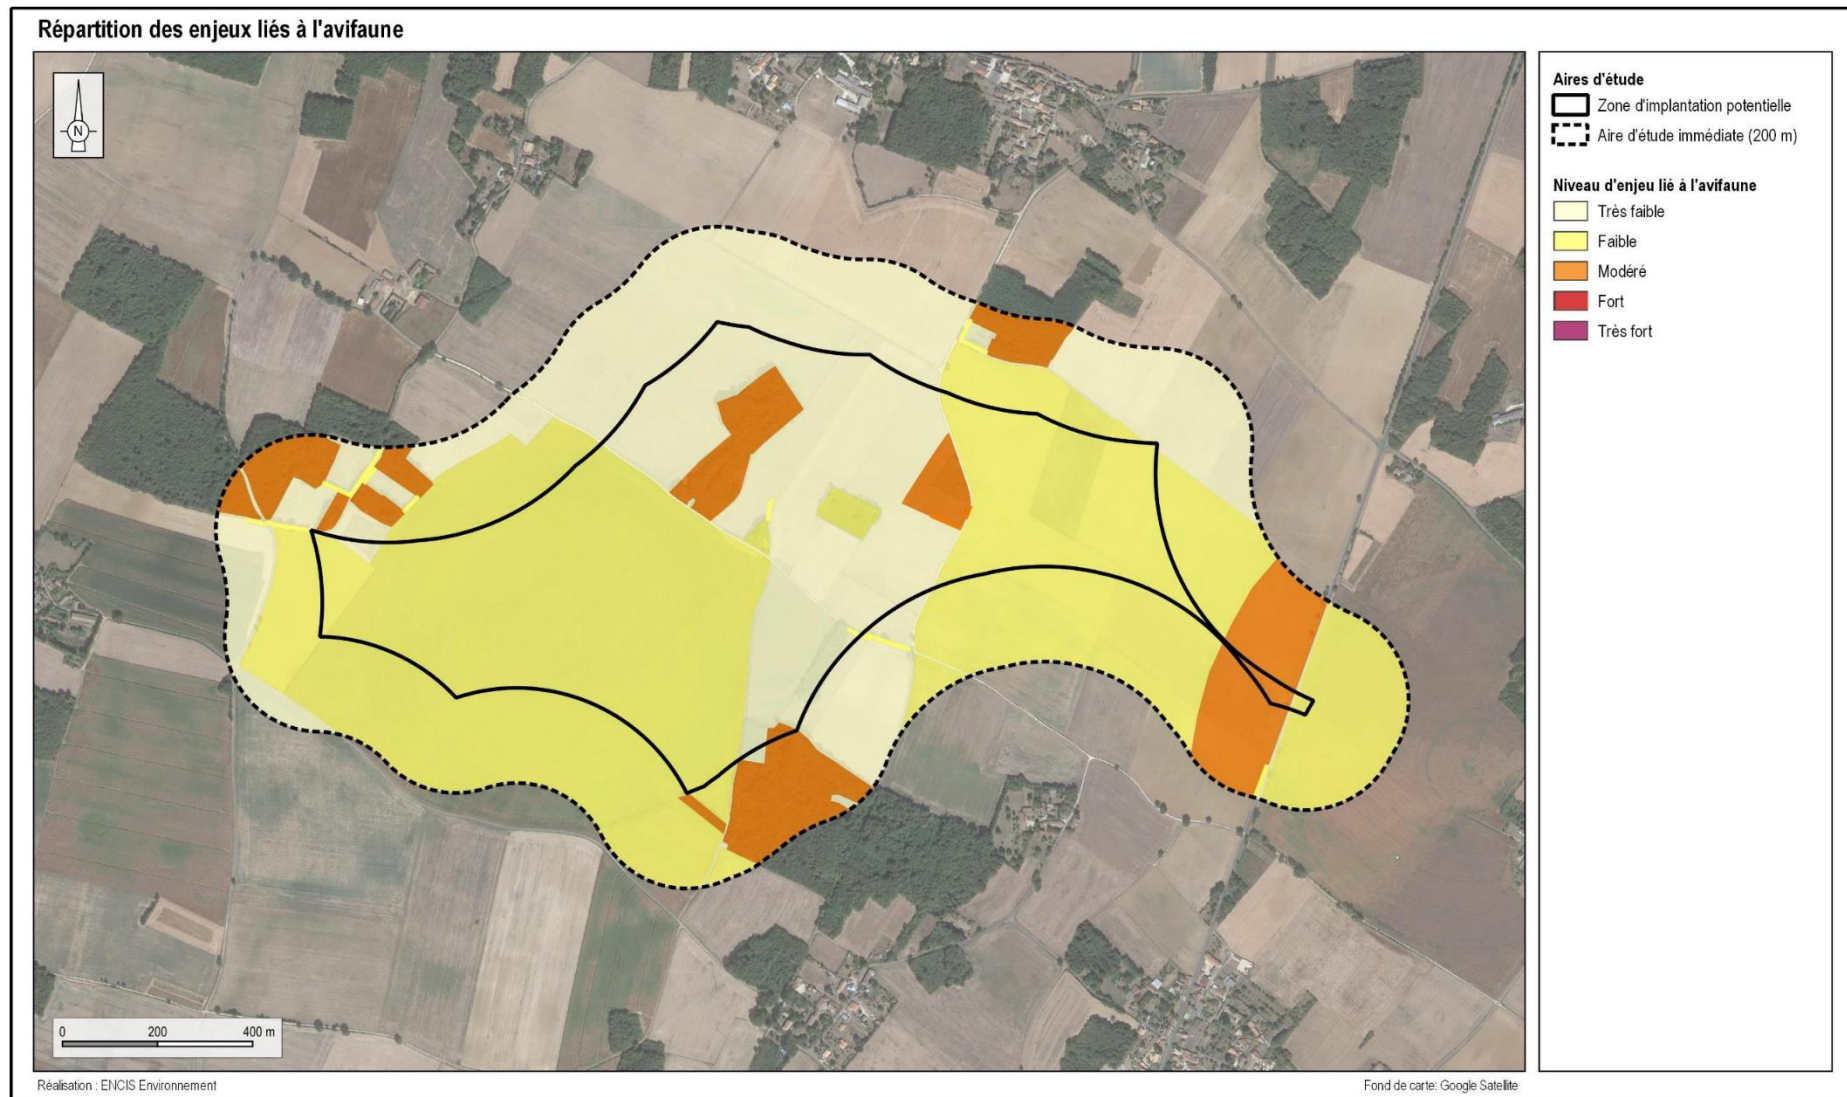 Répartition des enjeux liés à l'avifaune
N
Aires d'étude
Zone d'implantation potentielle
Aire d'étude immédiate (200 m)
Niveau d'enjeu lié à l'avifaune
Très faible
Faible
Modéré
Fort
Très fort
0 200 400 m
Réalisation : ENCIS Environnement
Fond de carte: Google Satellite